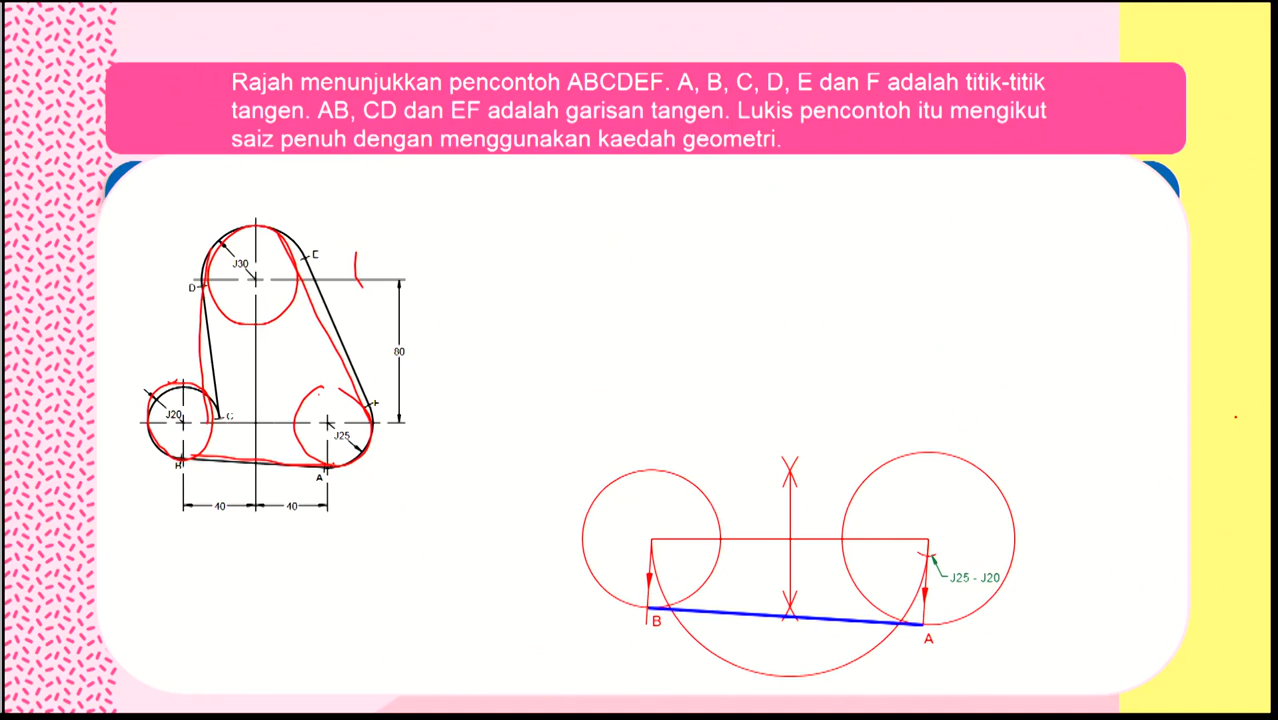 Rajah menunjukkan pencontoh ABCDEF. A, B, C, D, E dan F adalah titik-titik
tangen. AB, CD dan EF adalah garisan tangen. Lukis pencontoh itu mengikut
saiz penuh dengan menggunakan kaedah geometri.
E
J30
D
80
J20
C
F
J25
B
A
40
40
J25 - J20
B
A